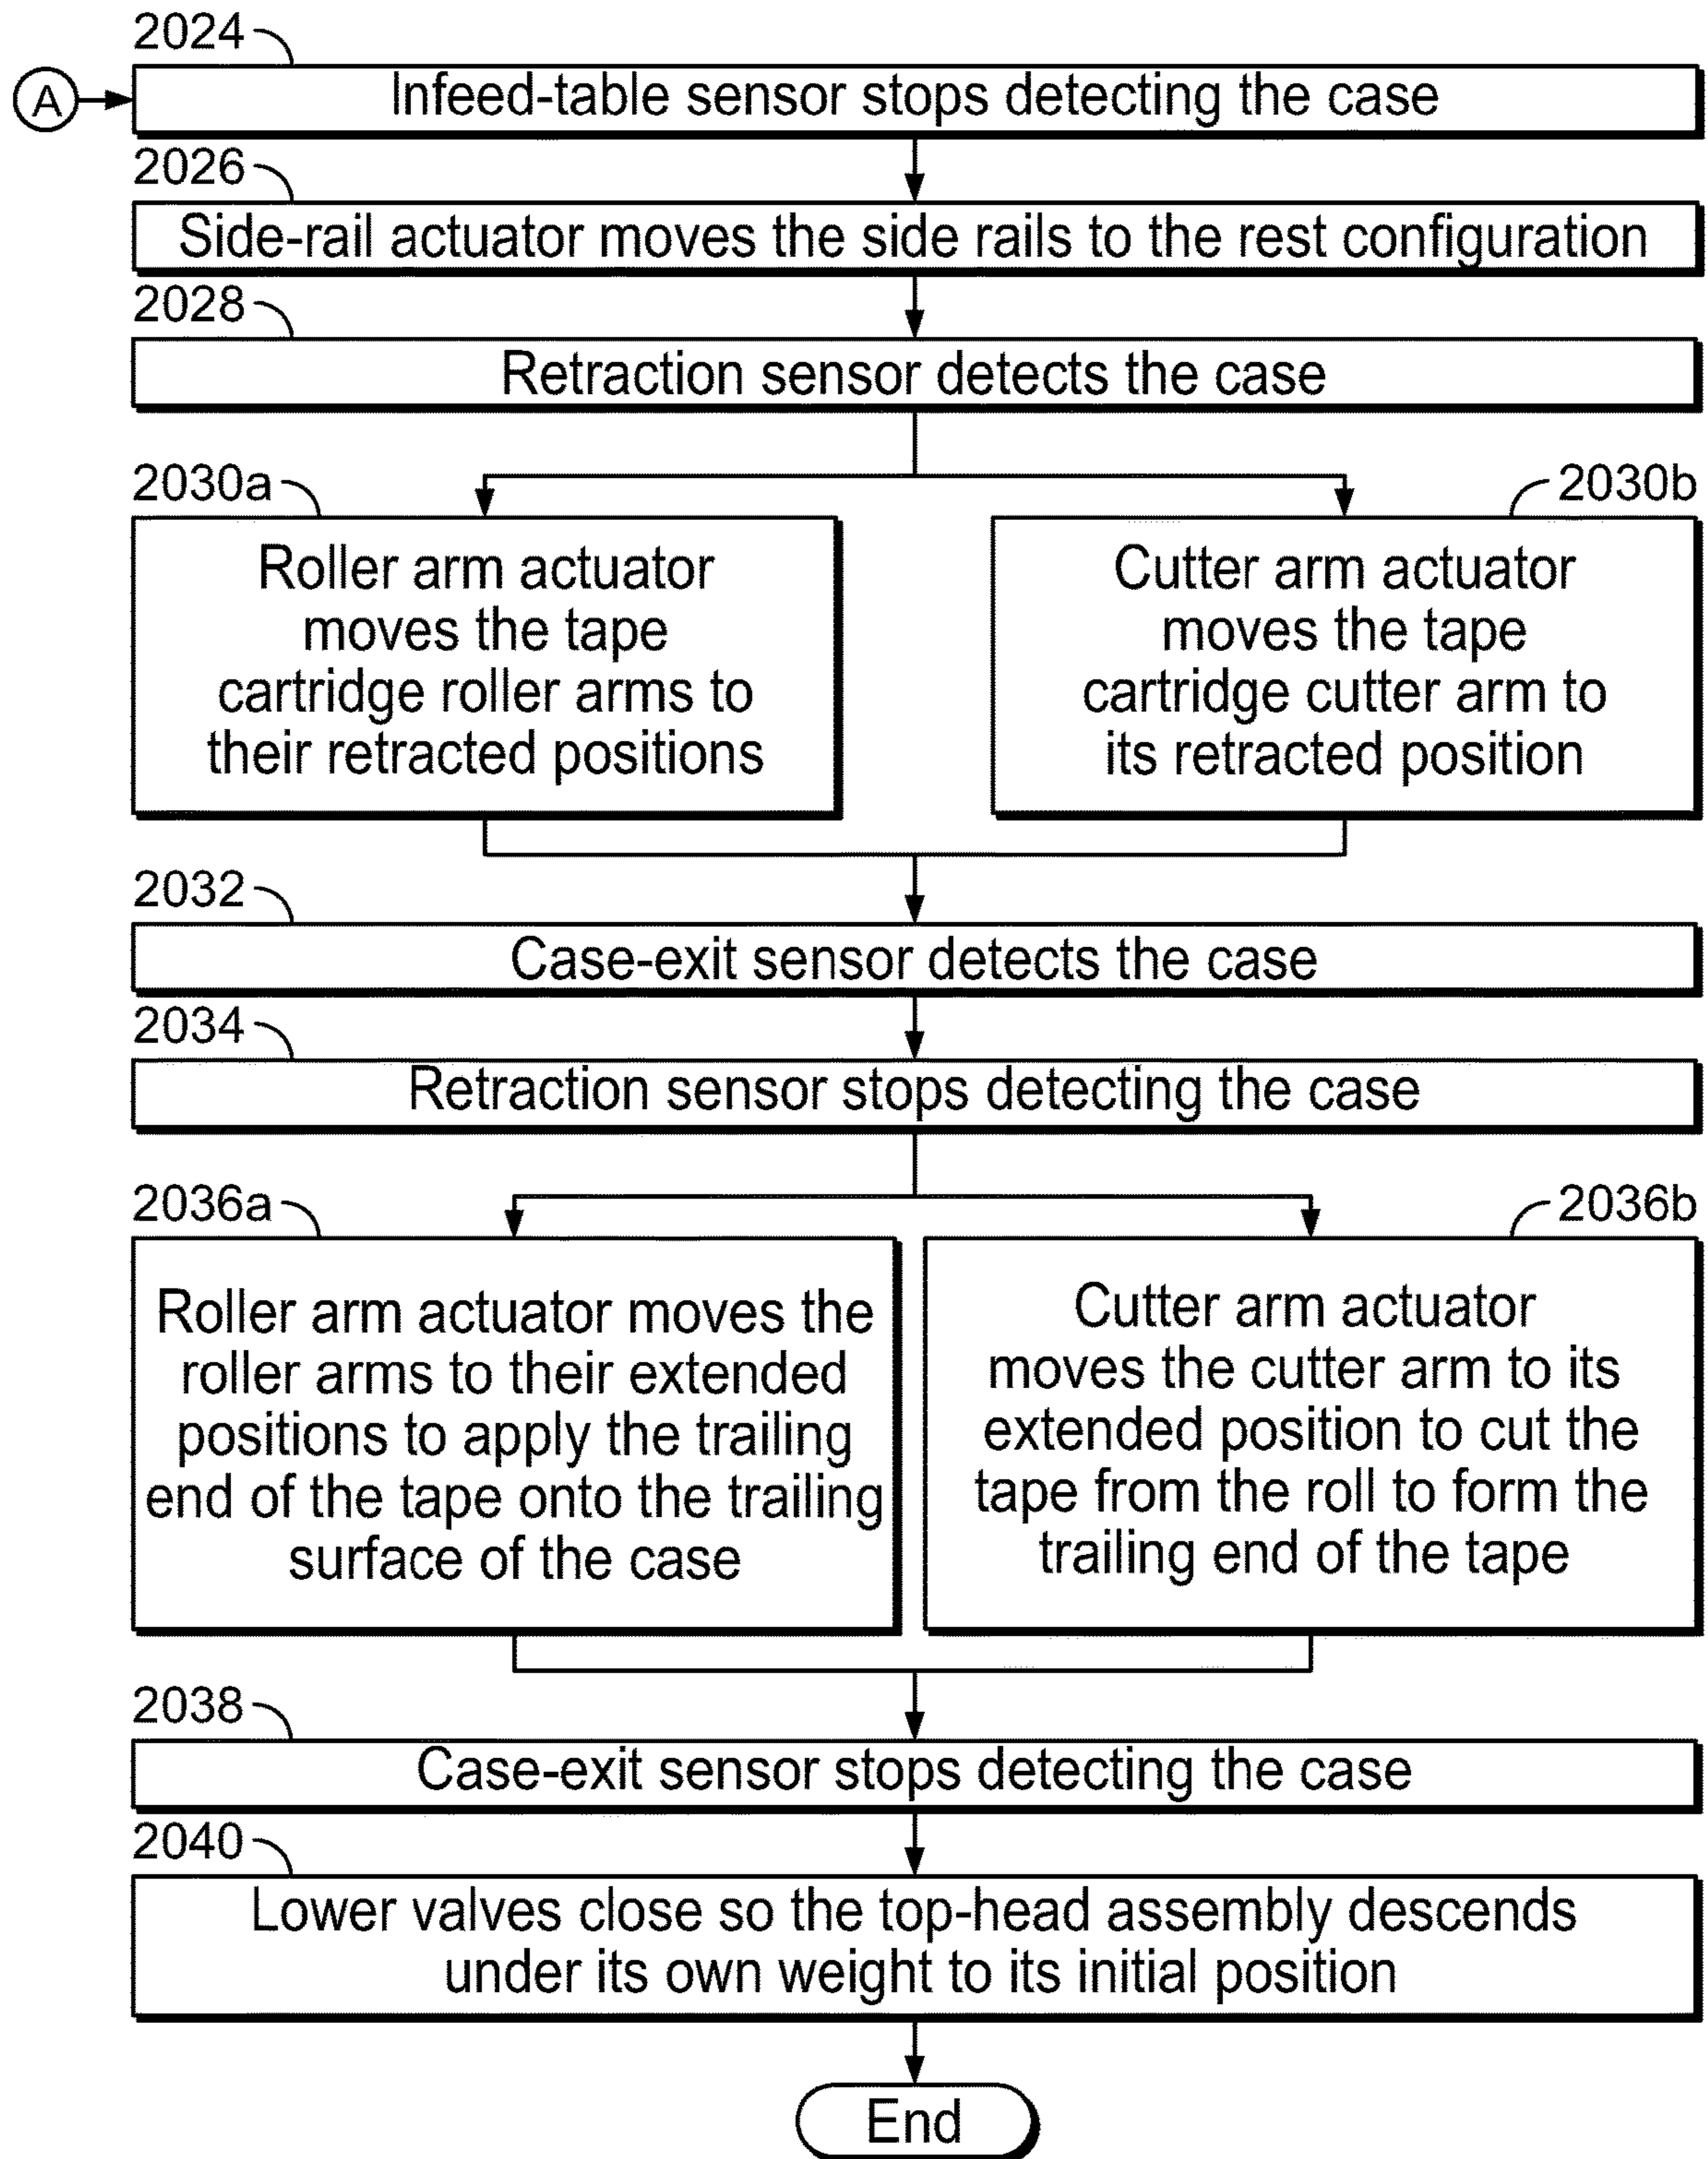 2024
A
Infeed-table sensor stops detecting the case
2026
Side-rail actuator moves the side rails to the rest configuration
2028
Retraction sensor detects the case
2030a
Roller arm actuator
moves the tape
cartridge roller arms to
their retracted positions
2030b
Cutter arm actuator
moves the tape
cartridge cutter arm to
its retracted position
2032
Case-exit sensor detects the case
2034
Retraction sensor stops detecting the case
2036a
Roller arm actuator moves the
roller arms to their extended
positions to apply the trailing
end of the tape onto the trailing
surface of the case
2036b
Cutter arm actuator
moves the cutter arm to its
extended position to cut the
tape from the roll to form the
trailing end of the tape
2038
Case-exit sensor stops detecting the case
2040
Lower valves close so the top-head assembly descends
under its own weight to its initial position
End